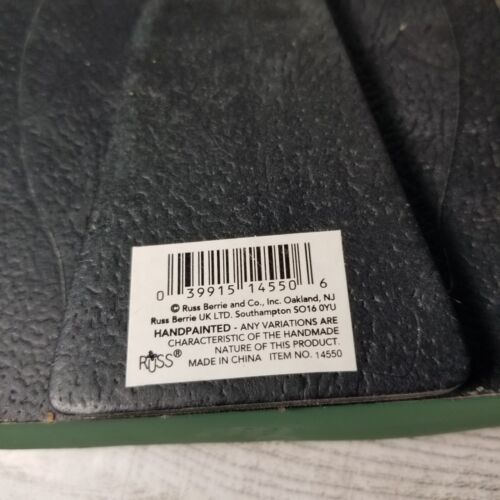 0 39915 14550 6
© Russ Berrie and Co., Inc. Oakland, NJ
Russ Berrie UK LTD. Southampton SO16 0YU
HANDPAINTED - ANY VARIATIONS ARE
CHARACTERISTIC OF THE HANDMADE
NATURE OF THIS PRODUCT.
RUSS® MADE IN CHINA ITEM NO. 14550